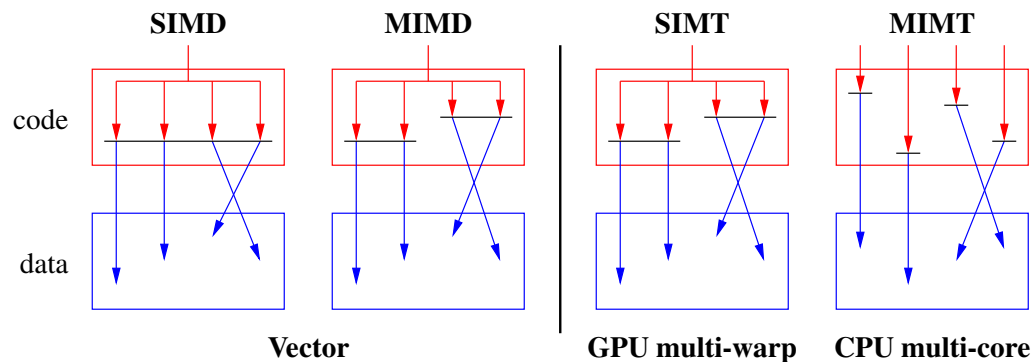 SIMD MIMD SIMT MIMT
code
data
Vector GPU multi-warp CPU multi-core